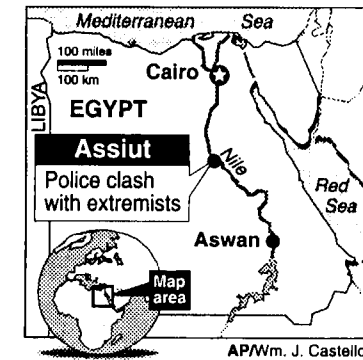 Mediterranean Sea
100 miles
100 km
Cairo
LIBYA
EGYPT
Assiut
Police clash
with extremists
Nile
Red
Sea
Aswan
Map
area
AP/Wm. J. Castello